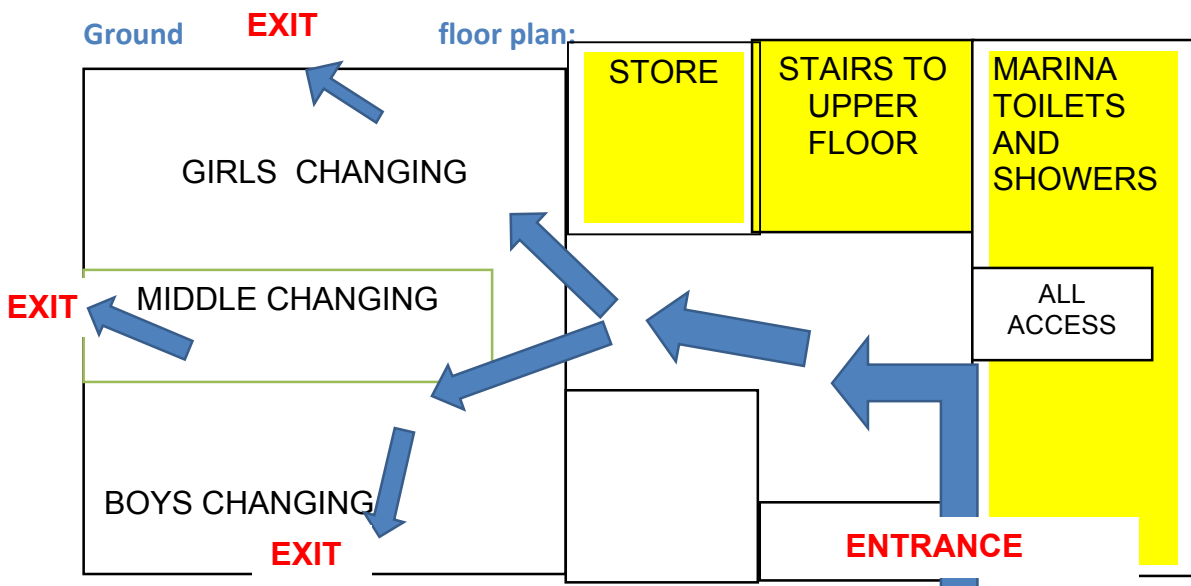 Ground floor plan:
EXIT
STORE
STAIRS TO
UPPER
FLOOR
MARINA
TOILETS
AND
SHOWERS
GIRLS CHANGING
EXIT
MIDDLE CHANGING
ALL
ACCESS
BOYS CHANGING
EXIT
ENTRANCE